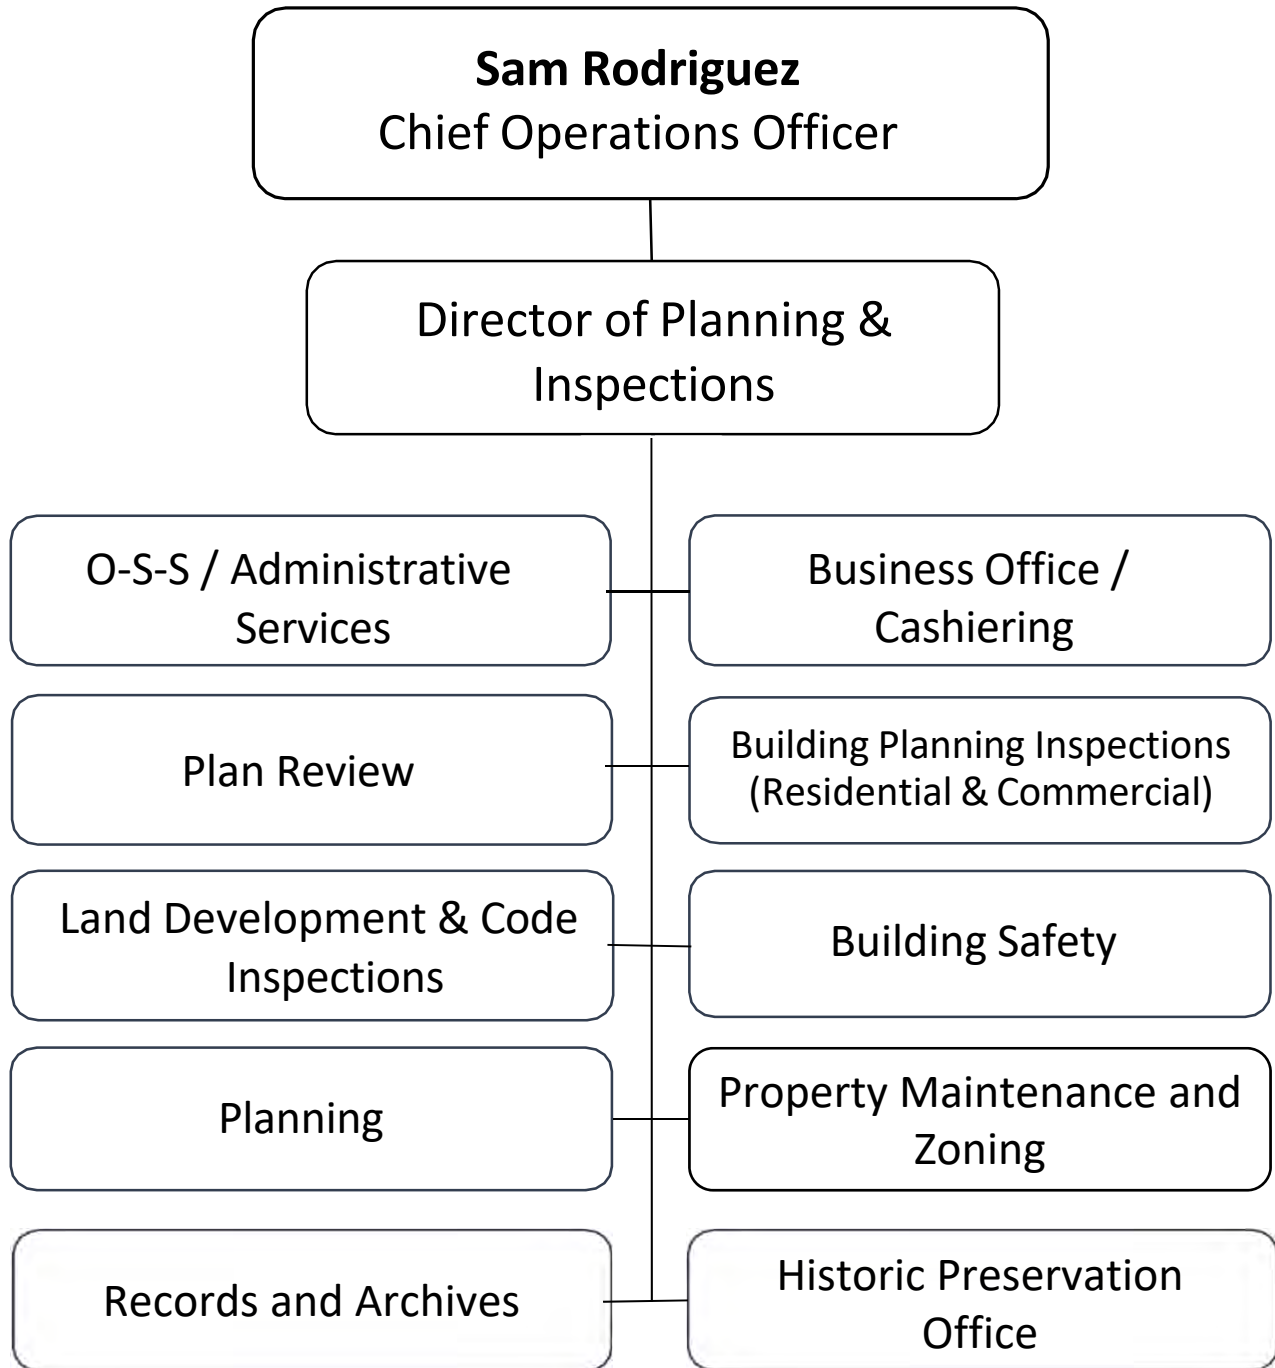 Sam Rodriguez
Chief Operations Officer
Director of Planning &
Inspections
O-S-S / Administrative
Services
Business Office /
Cashiering
Plan Review
Building Planning Inspections
(Residential & Commercial)
Land Development & Code
Inspections
Building Safety
Planning
Property Maintenance and
Zoning
Records and Archives
Historic Preservation
Office